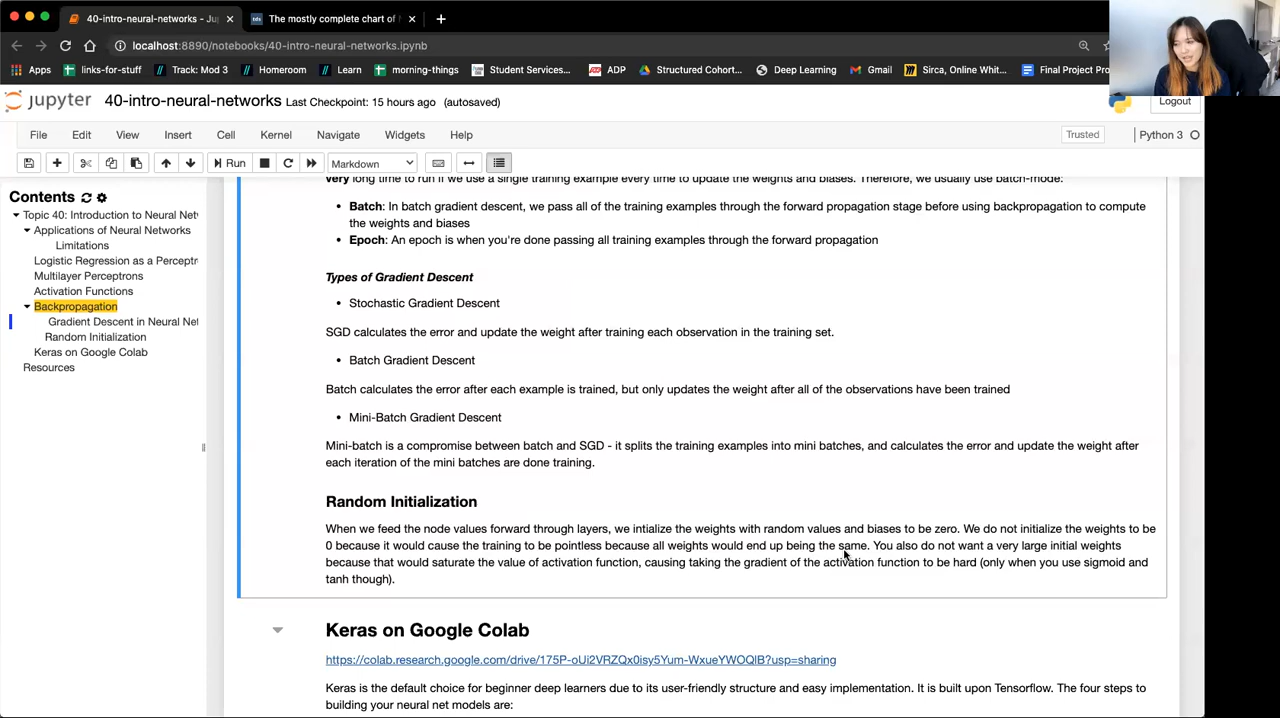 40-intro-neural-networks - Ju
The mostly complete chart of
localhost:8890/notebooks/40-intro-neural-networks.ipynb
Apps links-for-stuff Track: Mod 3 Homeroom Learn morning-things Student Services... ADP Structured Cohort... Deep Learning Gmail Sirca, Online Whit... Final Project Pro
jupyter 40-intro-neural-networks Last Checkpoint: 15 hours ago (autosaved) Logout
File Edit View Insert Cell Kernel Navigate Widgets Help Trusted Python 3
Run Markdown
Contents
Topic 40: Introduction to Neural Net
Applications of Neural Networks
Limitations
Logistic Regression as a Perceptr
Multilayer Perceptrons
Activation Functions
Backpropagation
Gradient Descent in Neural Net
Random Initialization
Keras on Google Colab
Resources
very long time to run if we use a single training example every time to update the weights and biases. Therefore, we usually use batch-mode:
• Batch: In batch gradient descent, we pass all of the training examples through the forward propagation stage before using backpropagation to compute
the weights and biases
• Epoch: An epoch is when you're done passing all training examples through the forward propagation
Types of Gradient Descent
• Stochastic Gradient Descent
SGD calculates the error and update the weight after training each observation in the training set.
• Batch Gradient Descent
Batch calculates the error after each example is trained, but only updates the weight after all of the observations have been trained
• Mini-Batch Gradient Descent
Mini-batch is a compromise between batch and SGD - it splits the training examples into mini batches, and calculates the error and update the weight after
each iteration of the mini batches are done training.
Random Initialization
When we feed the node values forward through layers, we intialize the weights with random values and biases to be zero. We do not initialize the weights to be
0 because it would cause the training to be pointless because all weights would end up being the same. You also do not want a very large initial weights
because that would saturate the value of activation function, causing taking the gradient of the activation function to be hard (only when you use sigmoid and
tanh though).
Keras on Google Colab
https://colab.research.google.com/drive/175P-oUi2VRZQx0isy5Yum-WxueYWOQlB?usp=sharing
Keras is the default choice for beginner deep learners due to its user-friendly structure and easy implementation. It is built upon Tensorflow. The four steps to
building your neural net models are: